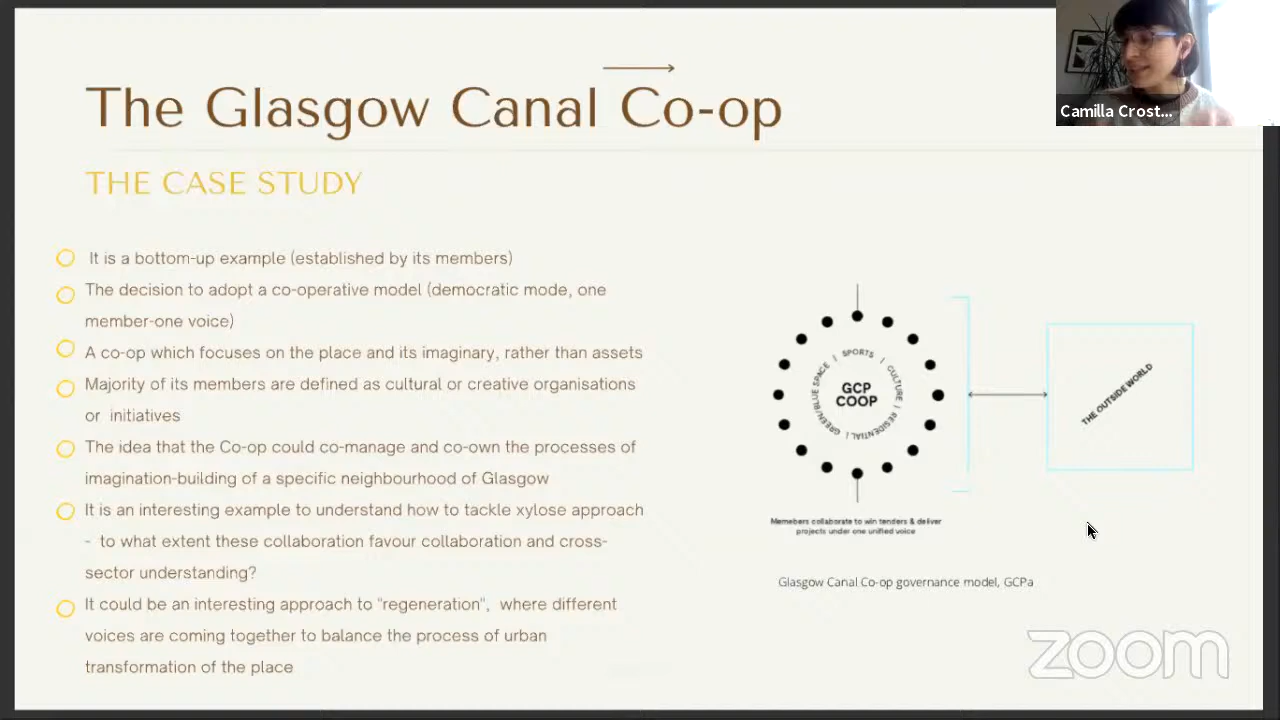 The Glasgow Canal Co-op
Camilla Crost...
THE CASE STUDY
It is a bottom-up example (established by its members)
The decision to adopt a co-operative model (democratic mode, one
member-one voice)
A co-op which focuses on the place and its imaginary, rather than assets
Majority of its members are defined as cultural or creative organisations
or initiatives
The idea that the Co-op could co-manage and co-own the processes of
imagination-building of a specific neighbourhood of Glasgow
It is an interesting example to understand how to tackle xylose approach
- to what extent these collaboration favour collaboration and cross-
sector understanding?
It could be an interesting approach to "regeneration", where different
voices are coming together to balance the process of urban
transformation of the place
GCP
COOP
SPORTS | CULTURE | RESIDENTIAL | GREEN/BLUE SPACE |
THE OUTSIDE WORLD
Memebers collaborate to win tenders & deliver
projects under one unified voice
Glasgow Canal Co-op governance model, GCPa
zoom